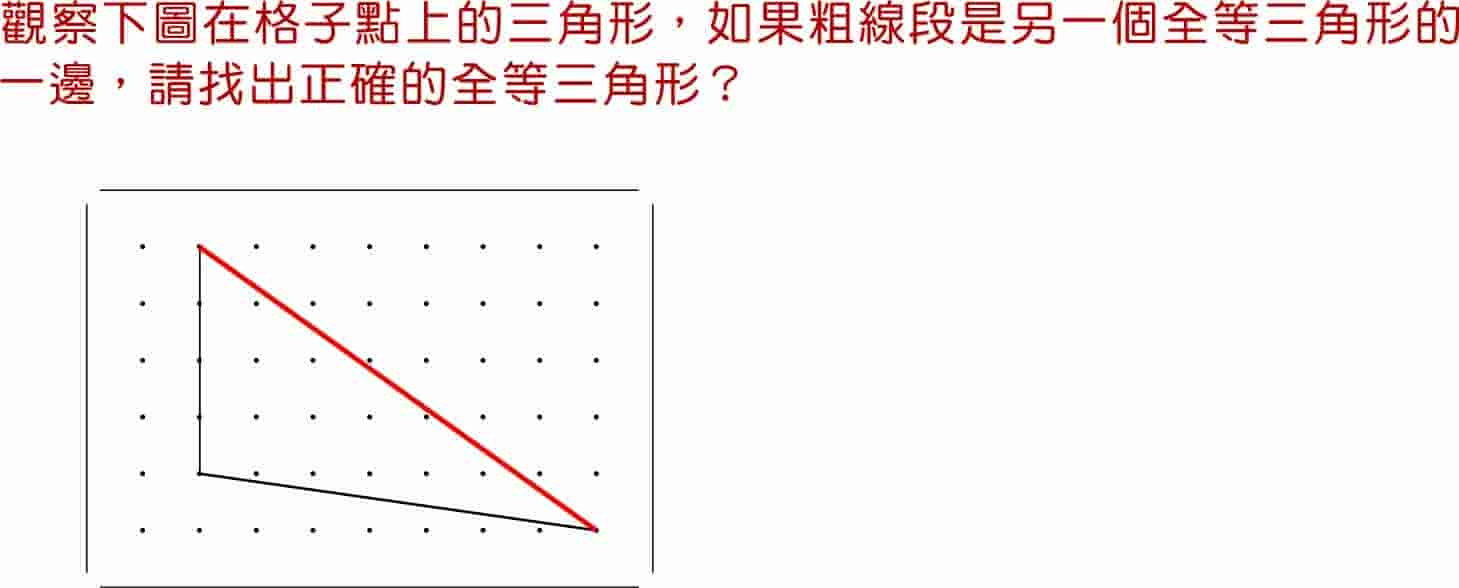 觀察下圖在格子點上的三角形，如果粗線段是另一個全等三角形的
一邊，請找出正確的全等三角形？